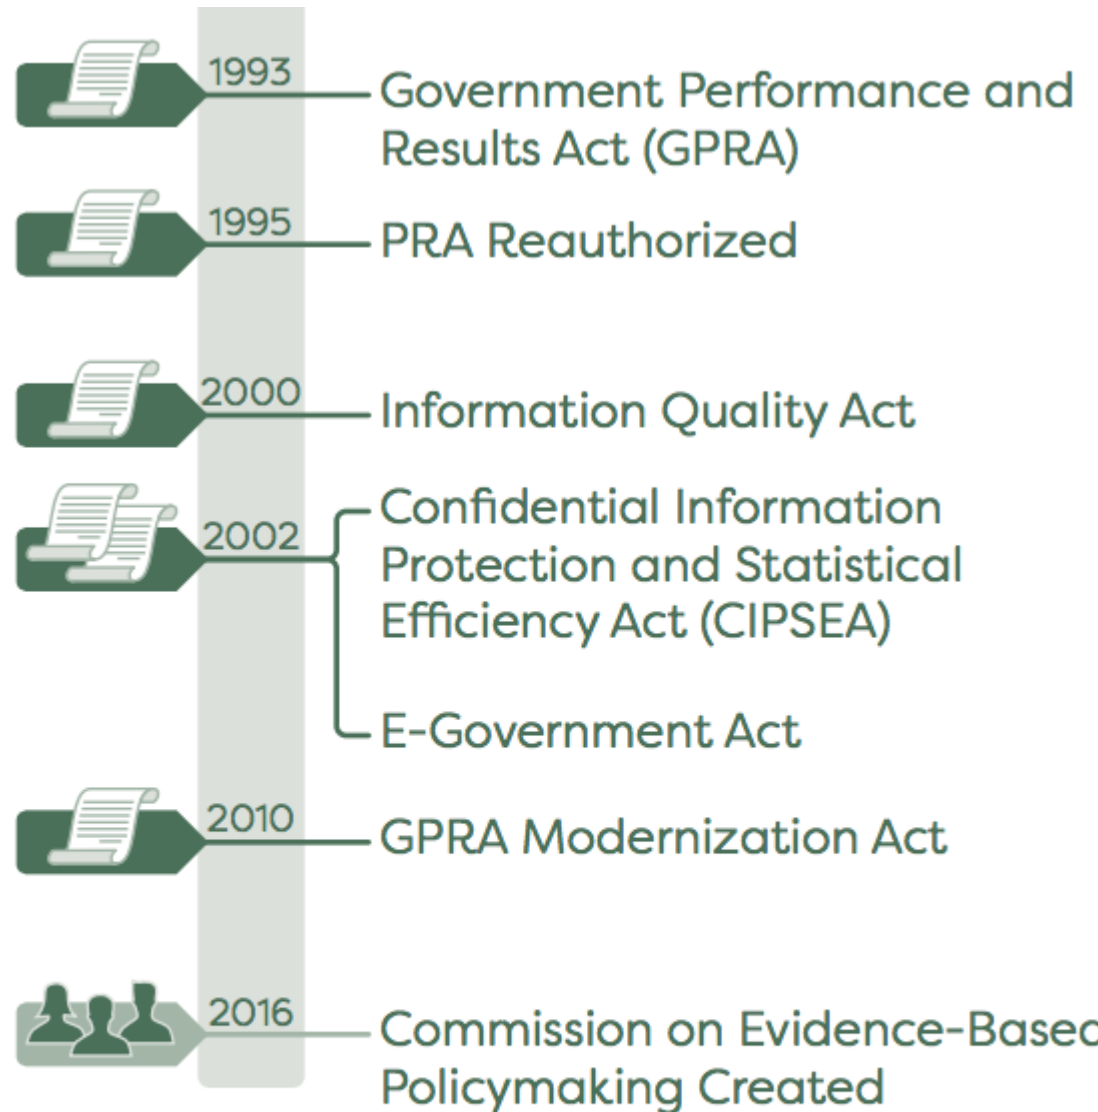 1993
Government Performance and
Results Act (GPRA)
1995
PRA Reauthorized
2000
Information Quality Act
2002
Confidential Information
Protection and Statistical
Efficiency Act (CIPSEA)
E-Government Act
2010
GPRA Modernization Act
2016
Commission on Evidence-Based
Policymaking Created